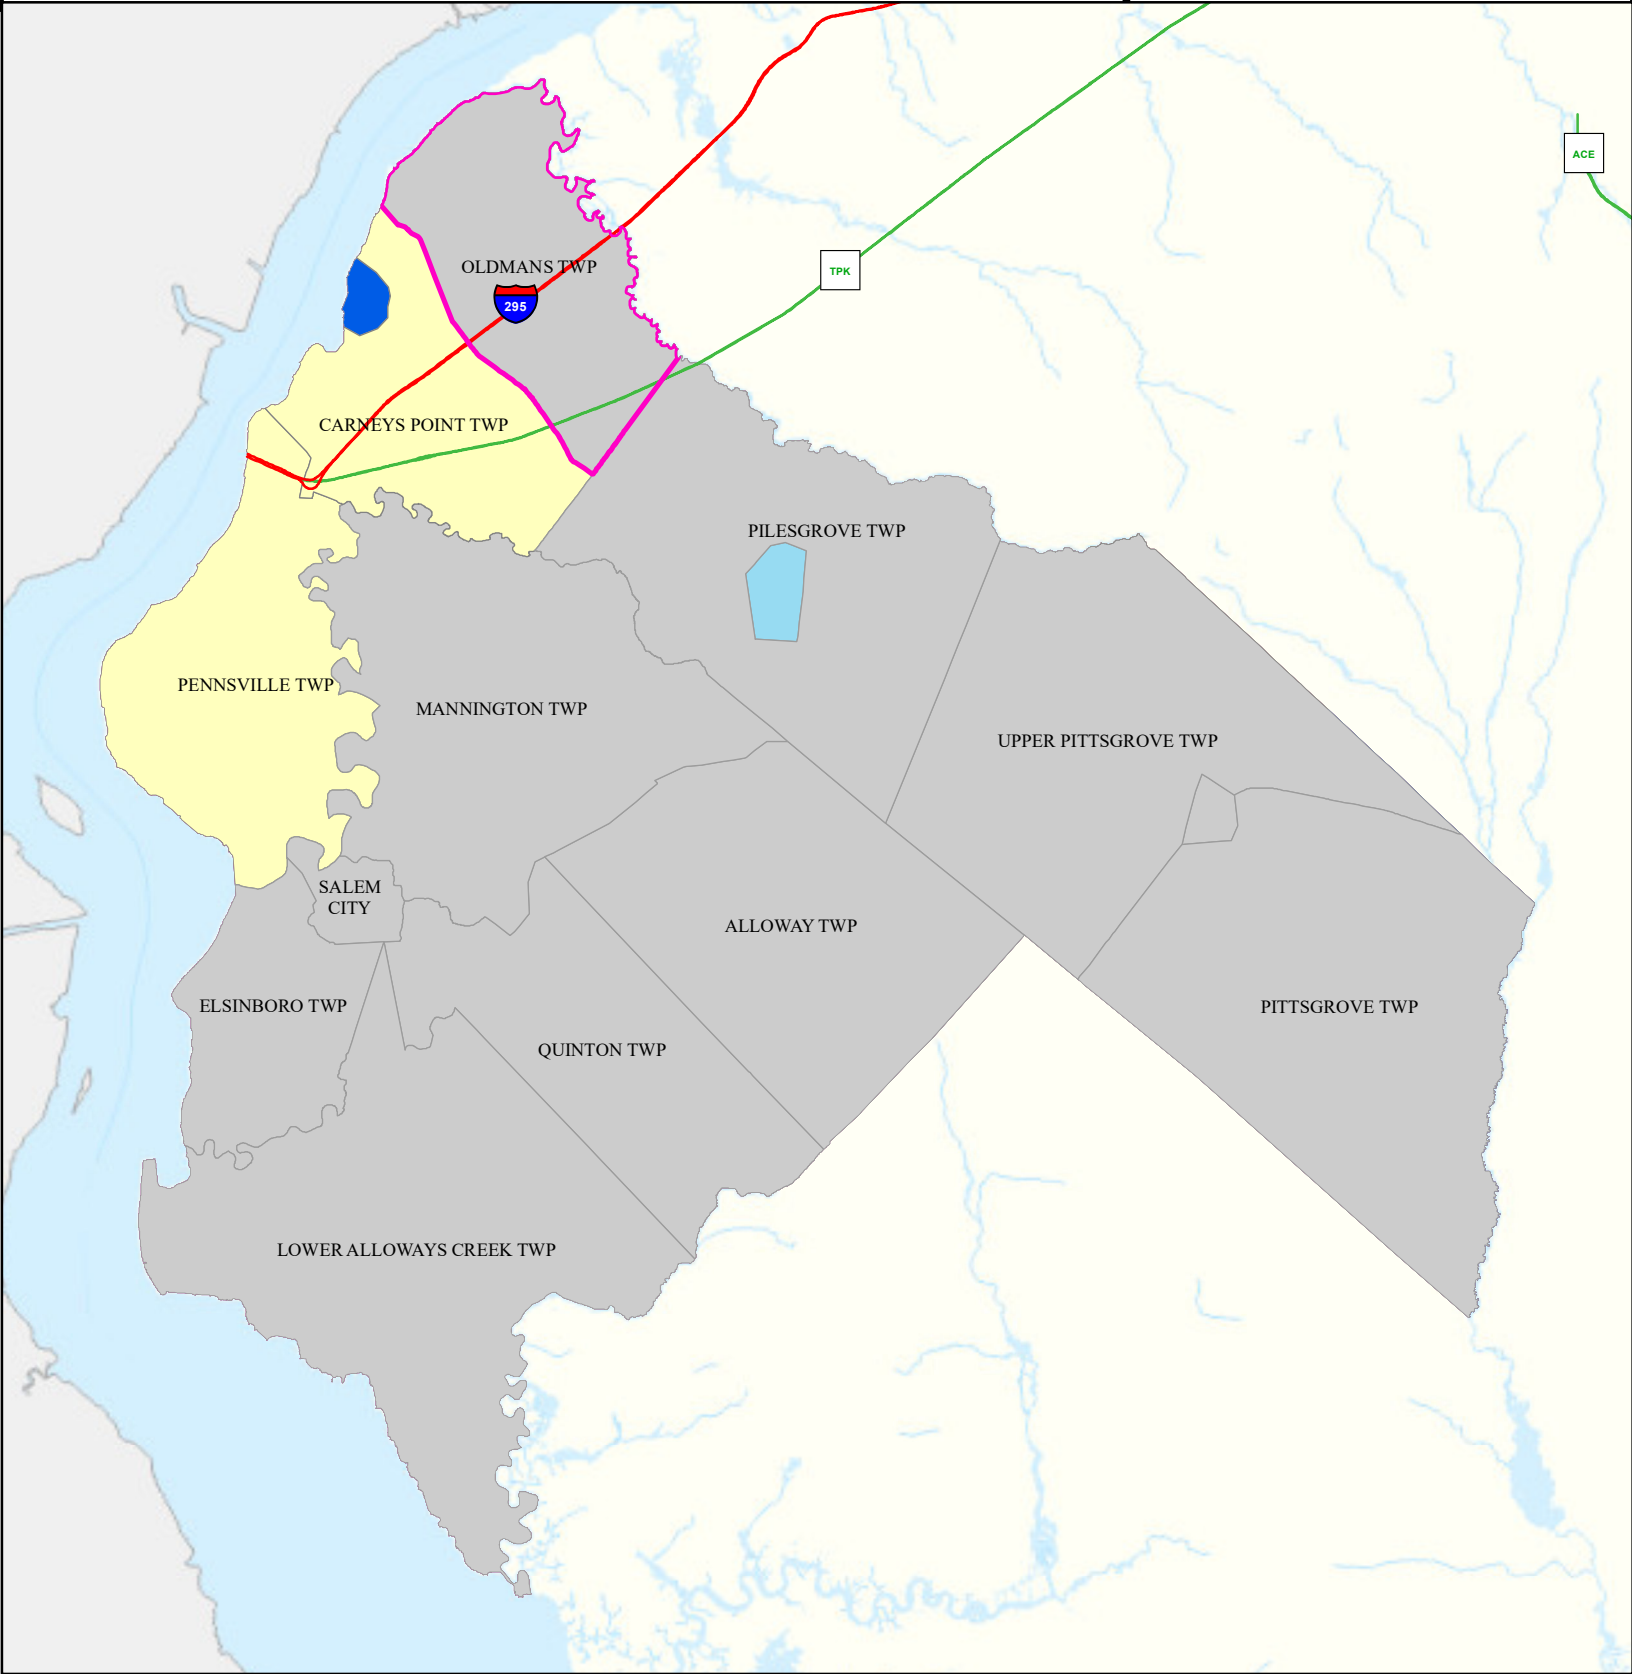 ACE
OLDMANS TWP
TPK
295
CARNEYS POINT TWP
PILESGROVE TWP
PENNSVILLE TWP
MANNINGTON TWP
UPPER PITTSGROVE TWP
SALEM
CITY
ALLOWAY TWP
ELSINBORO TWP
PITTSGROVE TWP
QUINTON TWP
LOWER ALLOWAYS CREEK TWP